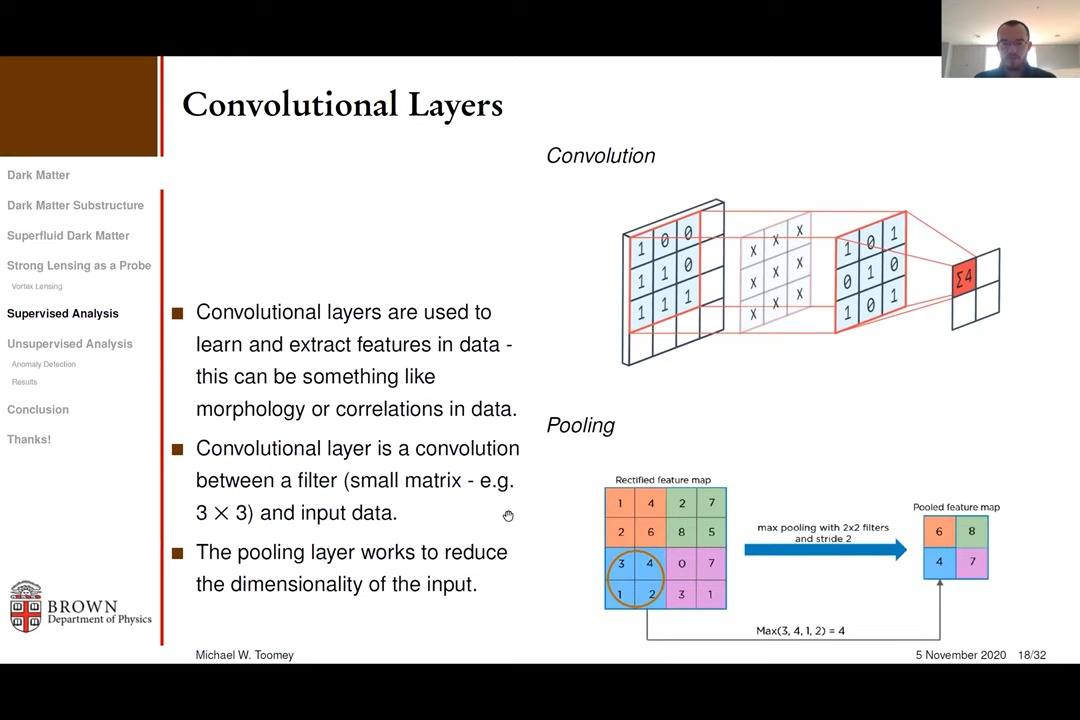 Convolutional Layers
Dark Matter
Dark Matter Substructure
Superfluid Dark Matter
Strong Lensing as a Probe
Vortex Lensing
Supervised Analysis
Unsupervised Analysis
Anomaly Detection
Results
Conclusion
Thanks!
BROWN
Department of Physics
Convolutional layers are used to
learn and extract features in data -
this can be something like
morphology or correlations in data.
Convolutional layer is a convolution
between a filter (small matrix - e.g.
3 × 3) and input data.
The pooling layer works to reduce
the dimensionality of the input.
Convolution
1 0 0
1 1 0
1 1 1
x x x
x x x
x x x
1 0 1
0 1 0
1 0 1
Σ4
Pooling
Rectified feature map
1 4 2 7
2 6 8 5
3 4 0 7
1 2 3 1
max pooling with 2x2 filters
and stride 2
Pooled feature map
6 8
4 7
Max(3, 4, 1, 2) = 4
Michael W. Toomey
5 November 2020 18/32